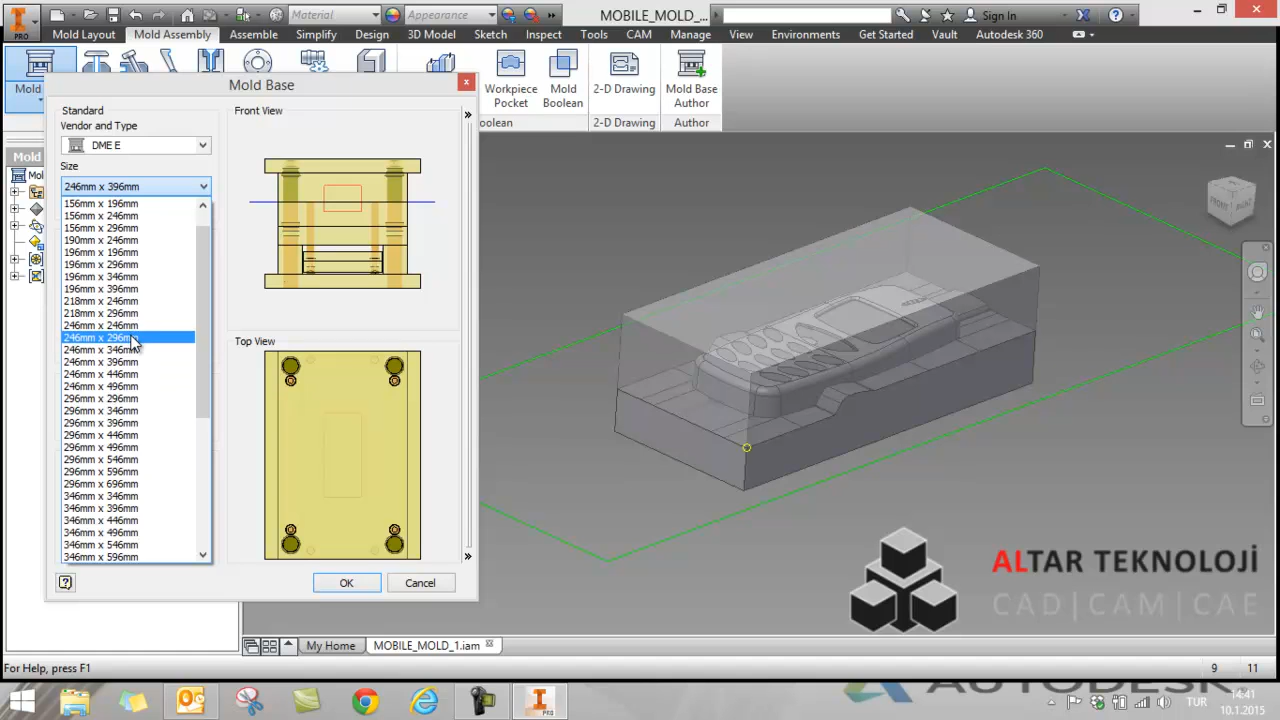 PRO
Material
Appearance
MOBILE_MOLD_...
Sign In
Mold Layout
Mold Assembly
Assemble
Simplify
Design
3D Model
Sketch
Inspect
Tools
CAM
Manage
View
Environments
Get Started
Vault
Autodesk 360
Mold
Workpiece
Pocket
Mold
Boolean
2-D Drawing
Mold Base
Author
oolean
2-D Drawing
Author
Mold Base
Standard
Vendor and Type
DME E
Size
246mm x 396mm
156mm x 196mm
156mm x 246mm
156mm x 296mm
190mm x 246mm
196mm x 196mm
196mm x 296mm
196mm x 346mm
196mm x 396mm
218mm x 246mm
218mm x 296mm
246mm x 246mm
246mm x 296mm
246mm x 346mm
246mm x 396mm
246mm x 446mm
246mm x 496mm
296mm x 296mm
296mm x 346mm
296mm x 396mm
296mm x 446mm
296mm x 496mm
296mm x 546mm
296mm x 596mm
296mm x 696mm
346mm x 346mm
346mm x 396mm
346mm x 446mm
346mm x 496mm
346mm x 546mm
346mm x 596mm
Front View
Top View
OK
Cancel
Mold
Mol
FRONT
ALTAR TEKNOLOJİ
CAD|CAM|CAE
My Home
MOBILE_MOLD_1.iam
For Help, press F1
9
11
AUTODESK
PRO
TUR
14:41
10.1.2015